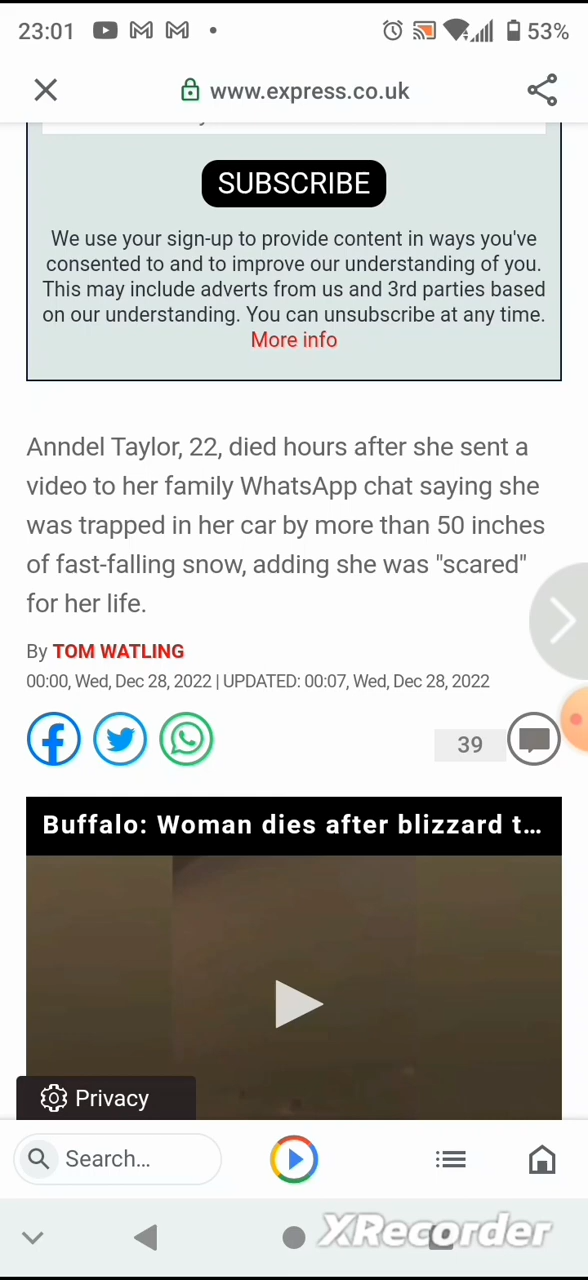 23:01
53%
www.express.co.uk
SUBSCRIBE
We use your sign-up to provide content in ways you've
consented to and to improve our understanding of you.
This may include adverts from us and 3rd parties based
on our understanding. You can unsubscribe at any time.
More info
Anndel Taylor, 22, died hours after she sent a
video to her family WhatsApp chat saying she
was trapped in her car by more than 50 inches
of fast-falling snow, adding she was "scared"
for her life.
By TOM WATLING
00:00, Wed, Dec 28, 2022 | UPDATED: 00:07, Wed, Dec 28, 2022
39
Buffalo: Woman dies after blizzard t...
Privacy
Search...
XRecorder